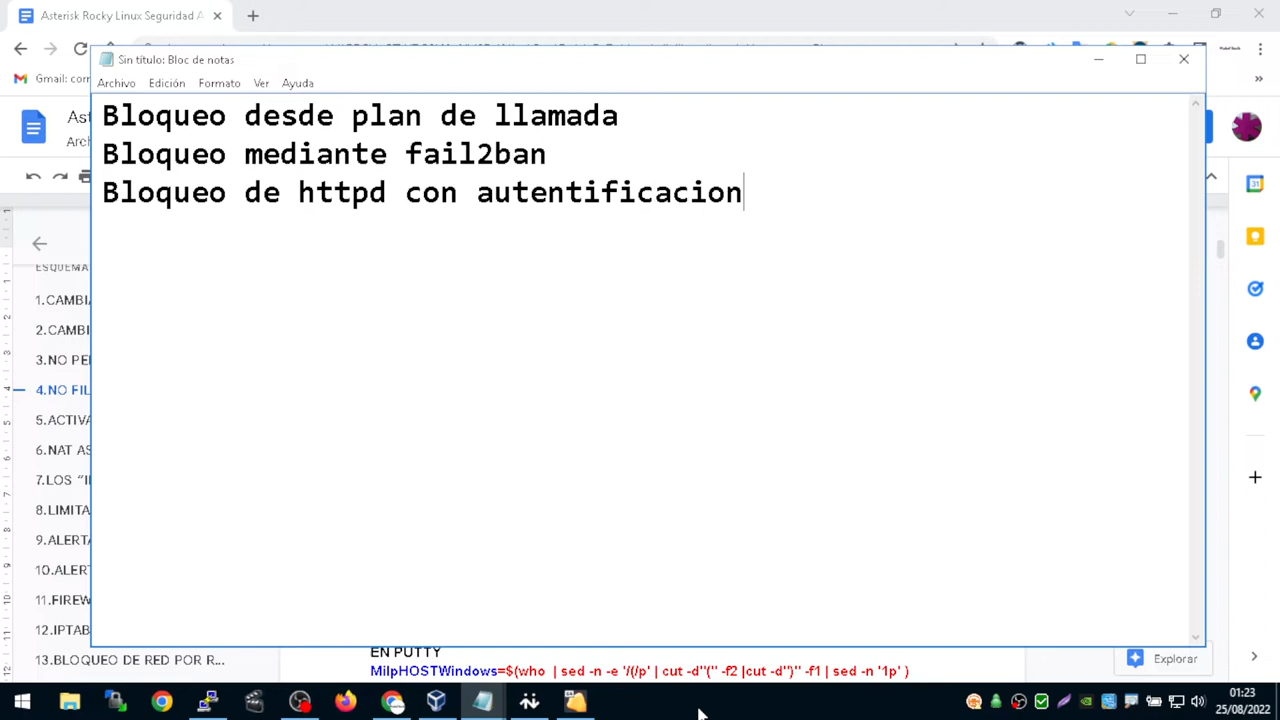 Asterisk Rocky Linux Seguridad A
Gmail: corr
Sin título: Bloc de notas
Archivo Edición Formato Ver Ayuda
Bloqueo desde plan de llamada
Bloqueo mediante fail2ban
Bloqueo de httpd con autentificacion
Ast
Archi
ESQUEMA
1.CAMBIA
2.CAMBI
3.NO PE
4.NO FIL
5.ACTIVA
6.NAT AS
7.LOS “I
8.LIMITA
9.ALERTA
10.ALERT
11.FIREW
12.IPTAB
13.BLOQUEO DE RED POR R...
EN PUTTY
MiIpHOSTWindows=$(who | sed -n -e '/(/p' | cut -d"(" -f2 |cut -d")" -f1 | sed -n '1p' )
Explorar
01:23
25/08/2022